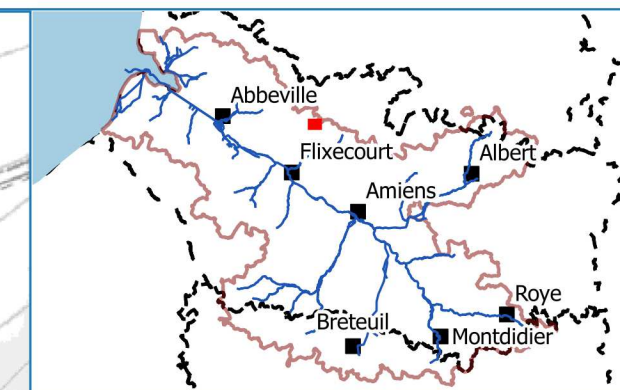 Abbeville
Flixecourt
Albert
Amiens
Roye
Breteuil
Montdidier